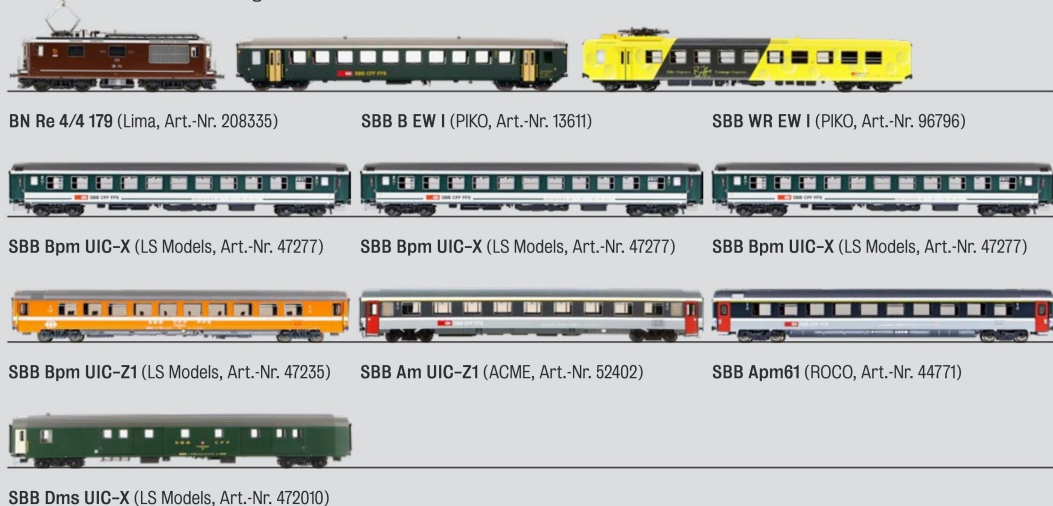 BN Re 4/4 179 (Lima, Art.-Nr. 208335)
SBB B EW I (PIKO, Art.-Nr. 13611)
SBB WR EW I (PIKO, Art.-Nr. 96796)
SBB Bpm UIC-X (LS Models, Art.-Nr. 47277)
SBB Bpm UIC-X (LS Models, Art.-Nr. 47277)
SBB Bpm UIC-X (LS Models, Art.-Nr. 47277)
SBB Bpm UIC-Z1 (LS Models, Art.-Nr. 47235)
SBB Am UIC-Z1 (ACME, Art.-Nr. 52402)
SBB Apm61 (ROCO, Art.-Nr. 44771)
SBB Dms UIC-X (LS Models, Art.-Nr. 472010)